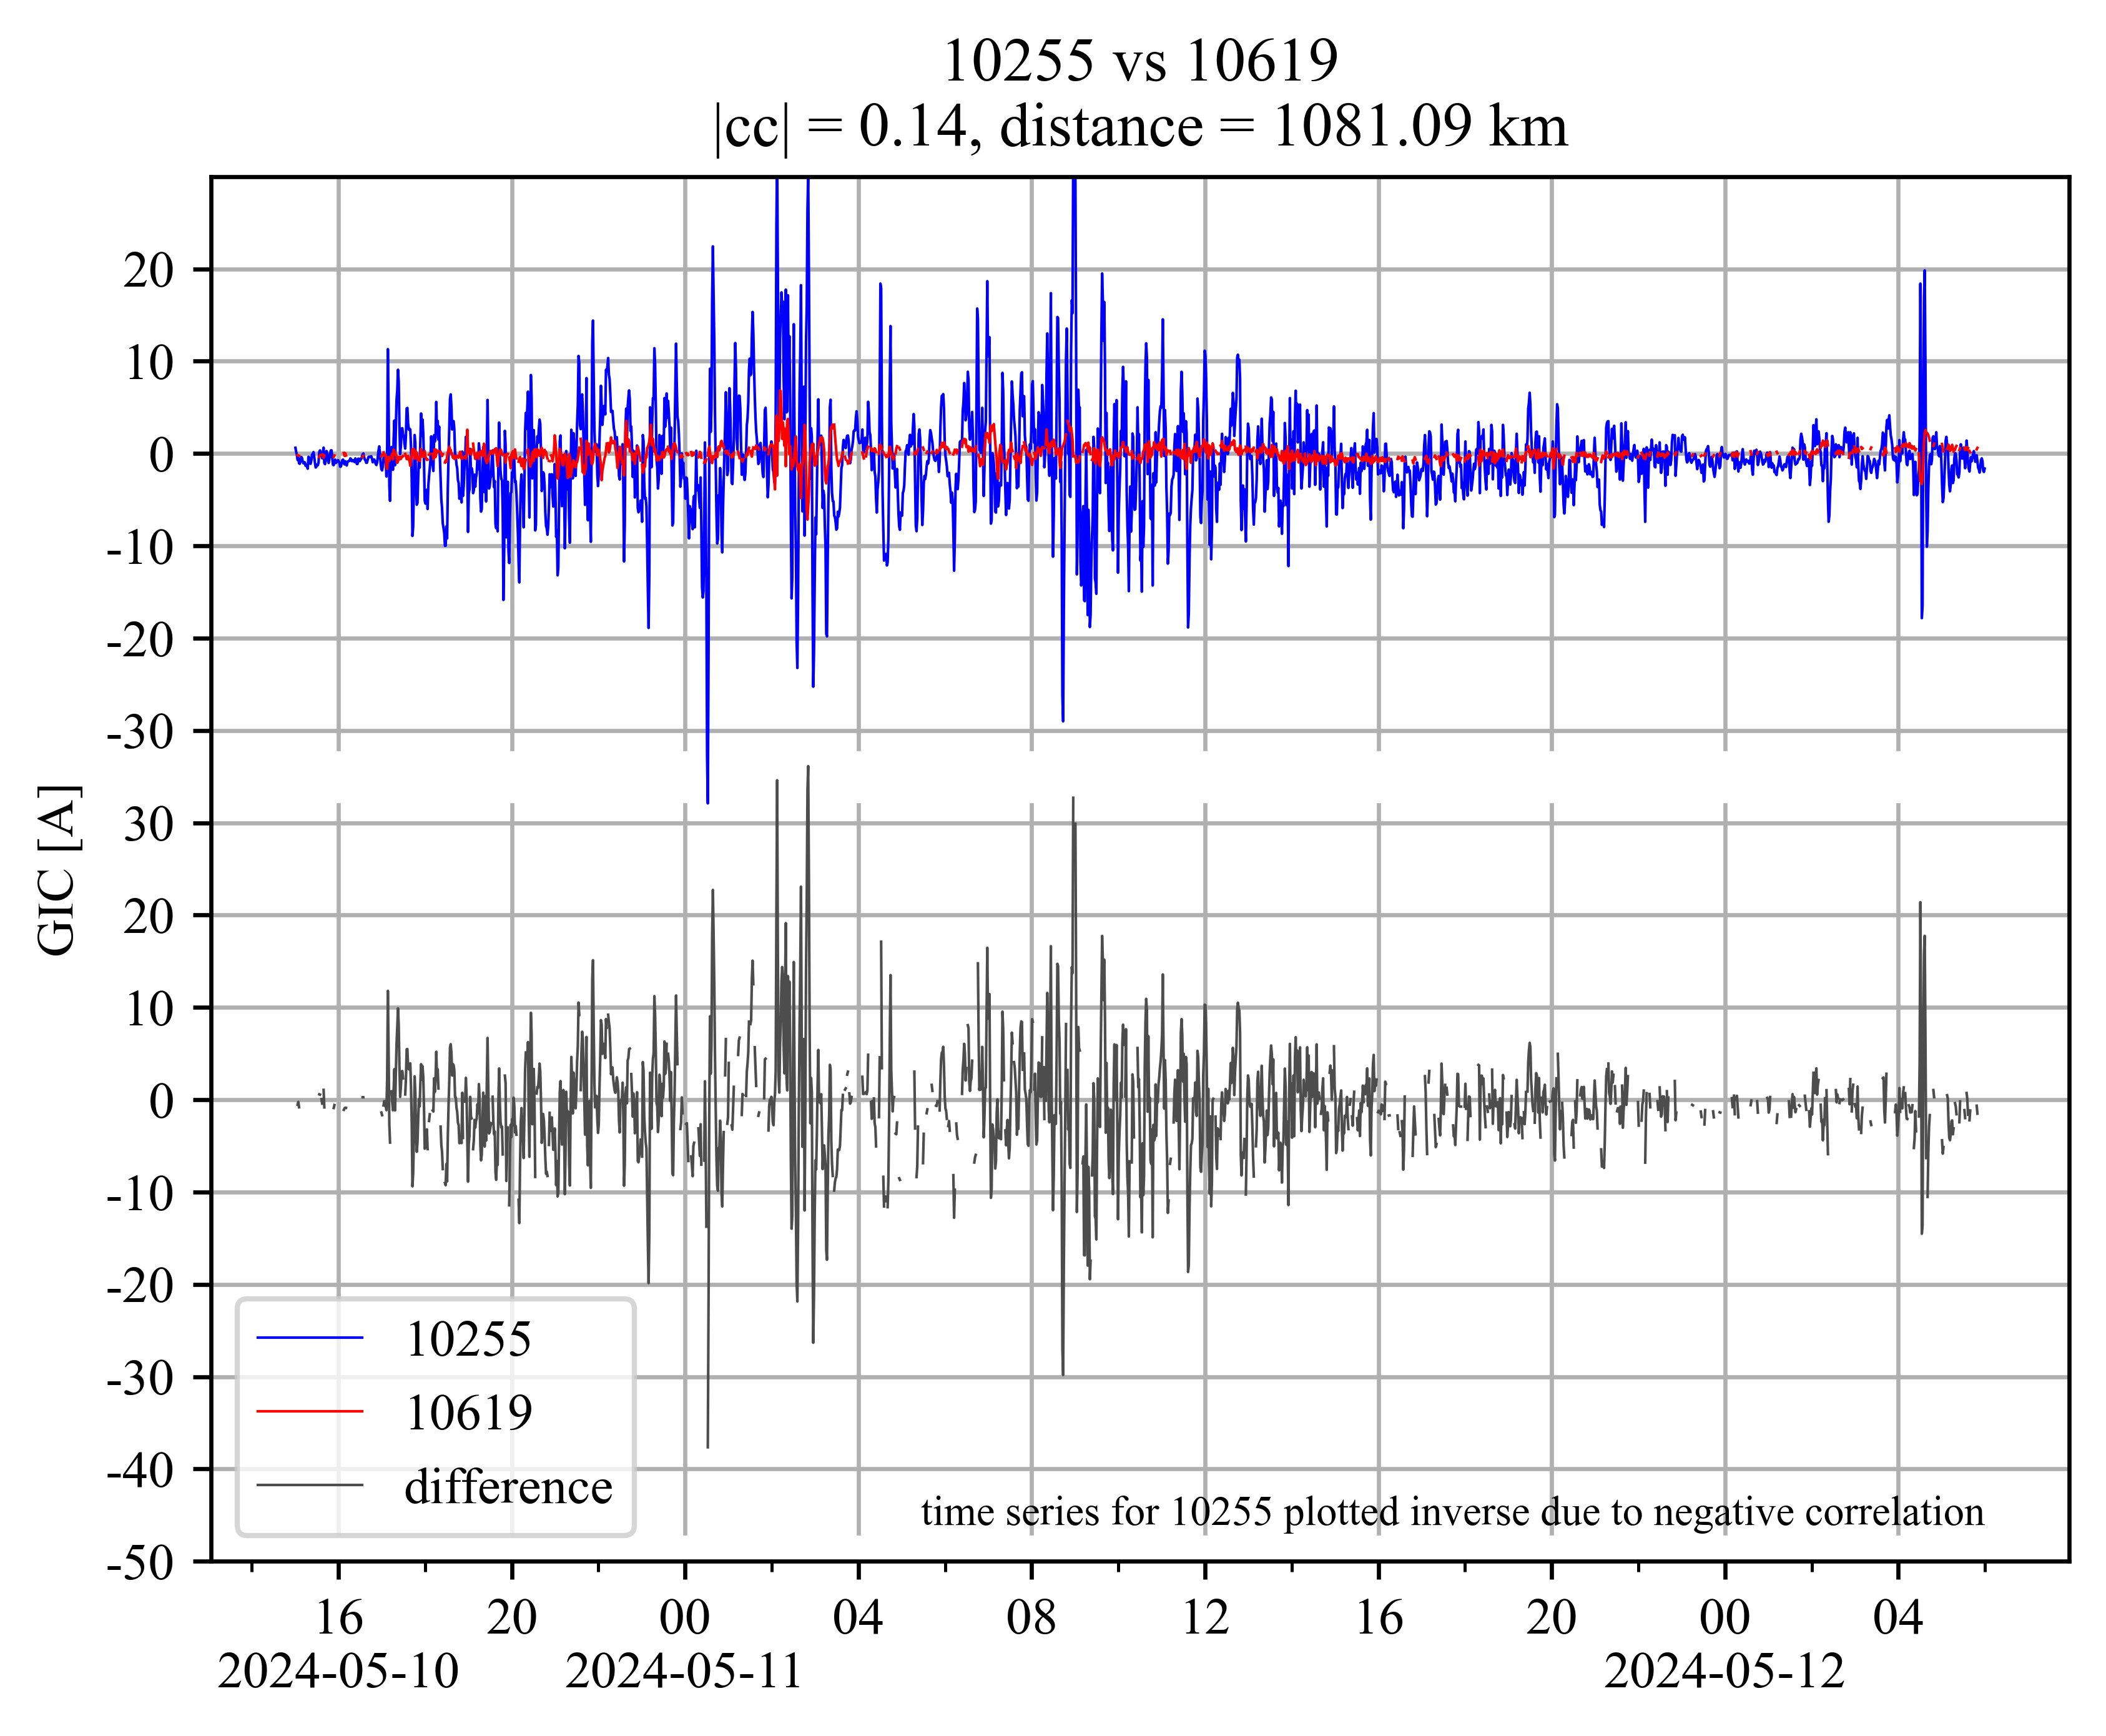 10255 vs 10619
|cc| = 0.14, distance = 1081.09 km
GIC [A]
20
10
0
-10
-20
-30
30
20
10
0
-10
-20
-30
-40
-50
10255
10619
difference
time series for 10255 plotted inverse due to negative correlation
16 20 00 04 08 12 16 20 00 04
2024-05-10 2024-05-11 2024-05-12